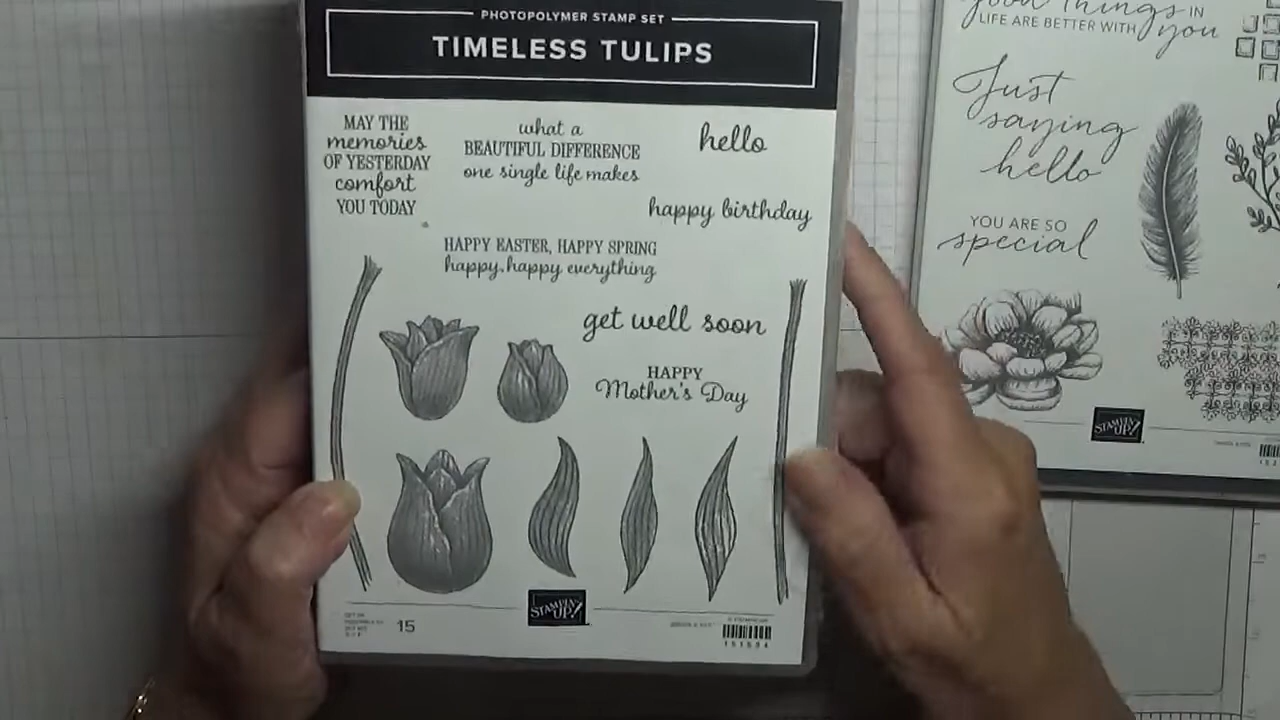 PHOTOPOLYMER STAMP SET
TIMELESS TULIPS
MAY THE
memories
OF YESTERDAY
comfort
YOU TODAY
what a
BEAUTIFUL DIFFERENCE
one single life makes
hello
happy birthday
HAPPY EASTER, HAPPY SPRING
happy, happy everything
get well soon
HAPPY
Mother's Day
STAMPIN' UP!
15
good things IN
LIFE ARE BETTER WITH you
Just
saying
hello
YOU ARE SO
special
STAMPIN' UP!